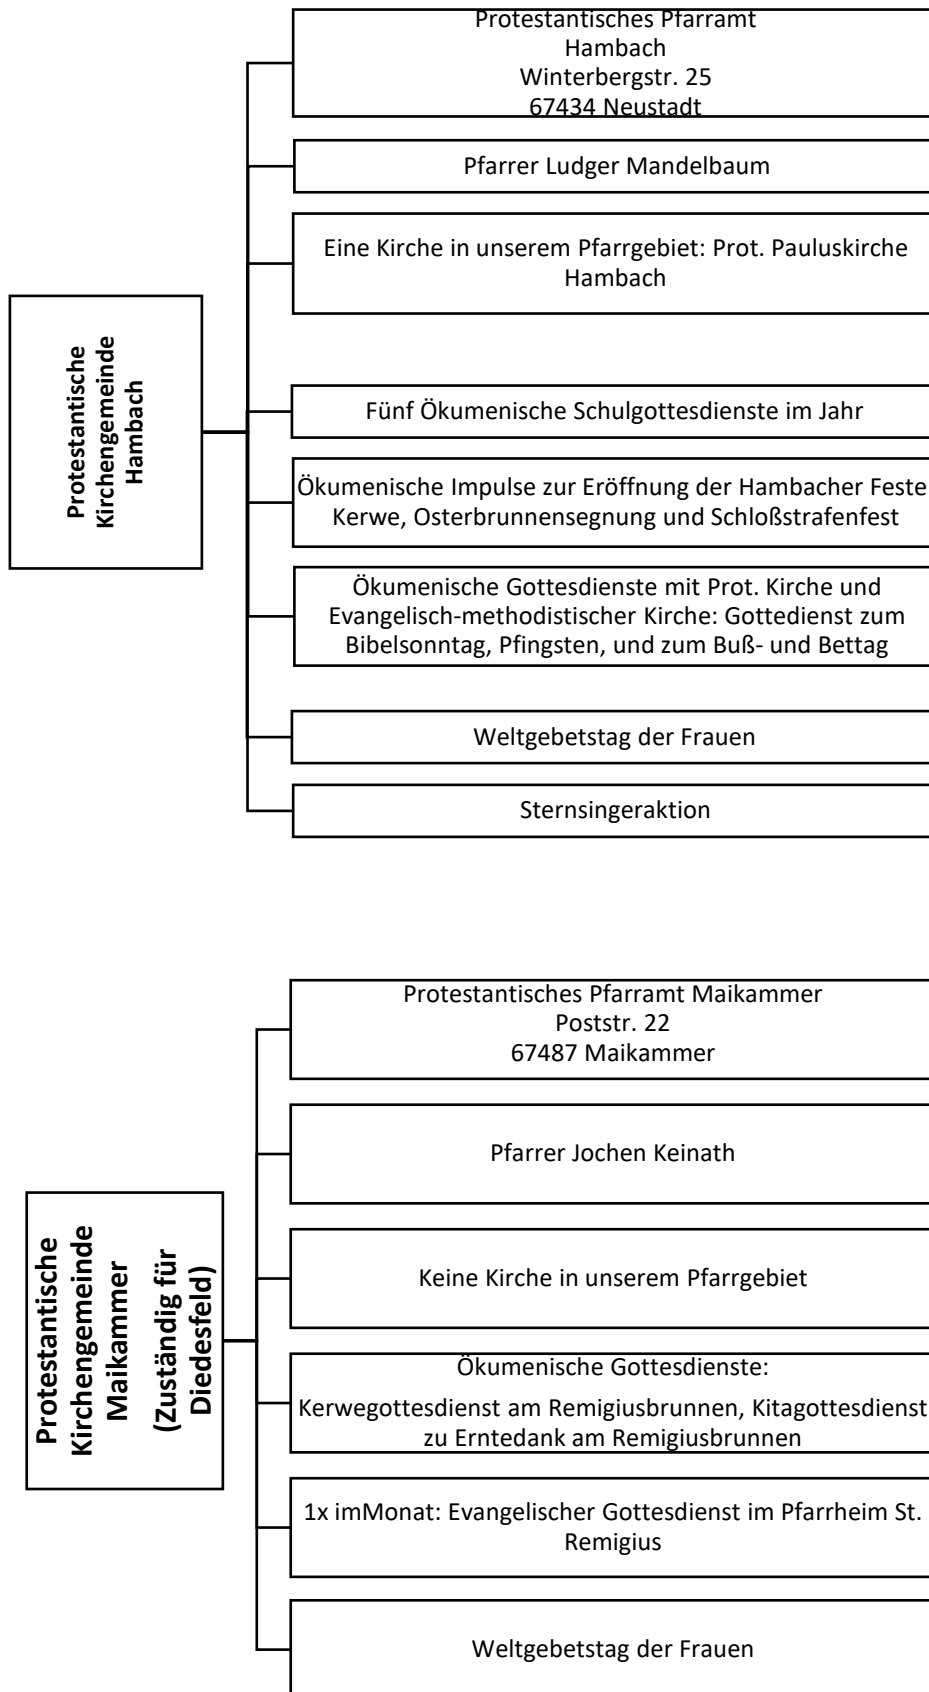 Protestantische
Kirchengemeinde
Hambach
Protestantisches Pfarramt
Hambach
Winterbergstr. 25
67434 Neustadt
Pfarrer Ludger Mandelbaum
Eine Kirche in unserem Pfarrgebiet: Prot. Pauluskirche
Hambach
Fünf Ökumenische Schulgottesdienste im Jahr
Ökumenische Impulse zur Eröffnung der Hambacher Feste
Kerwe, Osterbrunnensegnung und Schloßstrafenfest
Ökumenische Gottesdienste mit Prot. Kirche und
Evangelisch-methodistischer Kirche: Gottedienst zum
Bibelsonntag, Pfingsten, und zum Buß- und Bettag
Weltgebetstag der Frauen
Sternsingeraktion
Protestantische
Kirchengemeinde
Maikammer
(Zuständig für
Diedesfeld)
Protestantisches Pfarramt Maikammer
Poststr. 22
67487 Maikammer
Pfarrer Jochen Keinath
Keine Kirche in unserem Pfarrgebiet
Ökumenische Gottesdienste:
Kerwegottesdienst am Remigiusbrunnen, Kitagottesdienst
zu Erntedank am Remigiusbrunnen
1x imMonat: Evangelischer Gottesdienst im Pfarrheim St.
Remigius
Weltgebetstag der Frauen